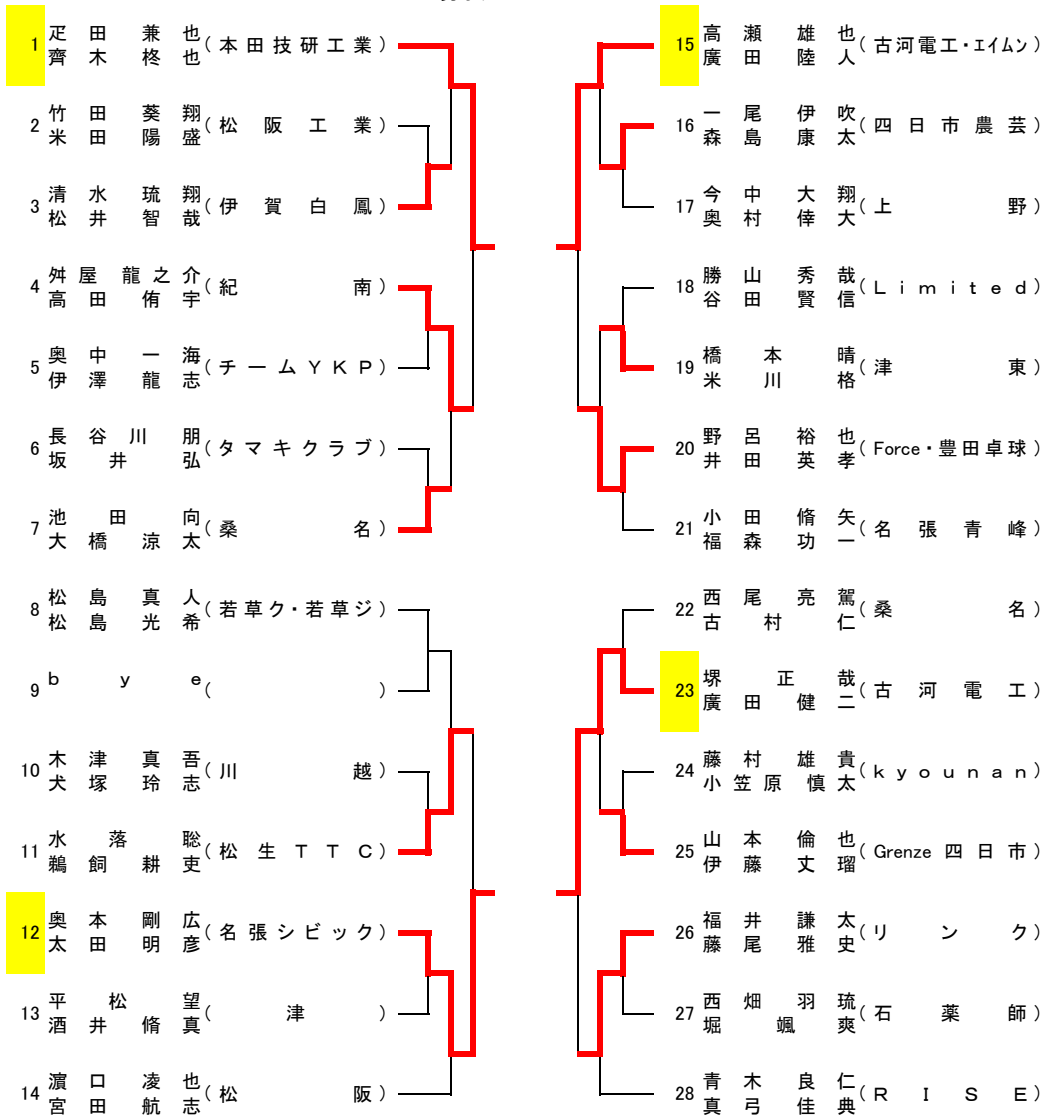 1 疋田兼也 (本田技研工業)
齊木柊也
2 竹田葵翔 (松阪工業)
米田陽盛
3 清水琉翔 (伊賀白鳳)
松井智哉
4 舛屋龍之介 (紀南)
高田侑宇
5 奥中一海 (チームYKP)
伊澤龍志
6 長谷川朋 (タマキクラブ)
坂井弘
7 池田向 (桑名)
大橋涼太
8 松島真人 (若草ク・若草ジ)
松島光希
9 bye ( )
10 木津真吾 (川越)
犬塚玲志
11 水落聡 (松生TTC)
鵜飼耕吏
12 奥本剛広 (名張シビック)
太田明彦
13 平松望 (津)
酒井脩真
14 濵口凌也 (松阪)
宮田航志
15 高瀬雄也 (古河電工・エイムン)
廣田陸人
16 一尾伊吹 (四日市農芸)
森島康太
17 今中大翔 (上野)
奥村倖大
18 勝山秀哉 (Limited)
谷田賢信
19 橋本晴 (津東)
米川格
20 野呂裕也 (Force・豊田卓球)
井田英孝
21 小田脩矢 (名張青峰)
福森功一
22 西尾亮駕 (桑名)
古村仁
23 堺正哉 (古河電工)
廣田健二
24 藤村雄貴 (kyounan)
小笠原慎太
25 山本倫也 (Grenze四日市)
伊藤丈瑠
26 福井謙太 (リンク)
藤尾雅史
27 西畑羽琉 (石薬師)
堀颯爽
28 青木良仁 (RISE)
真弓佳典